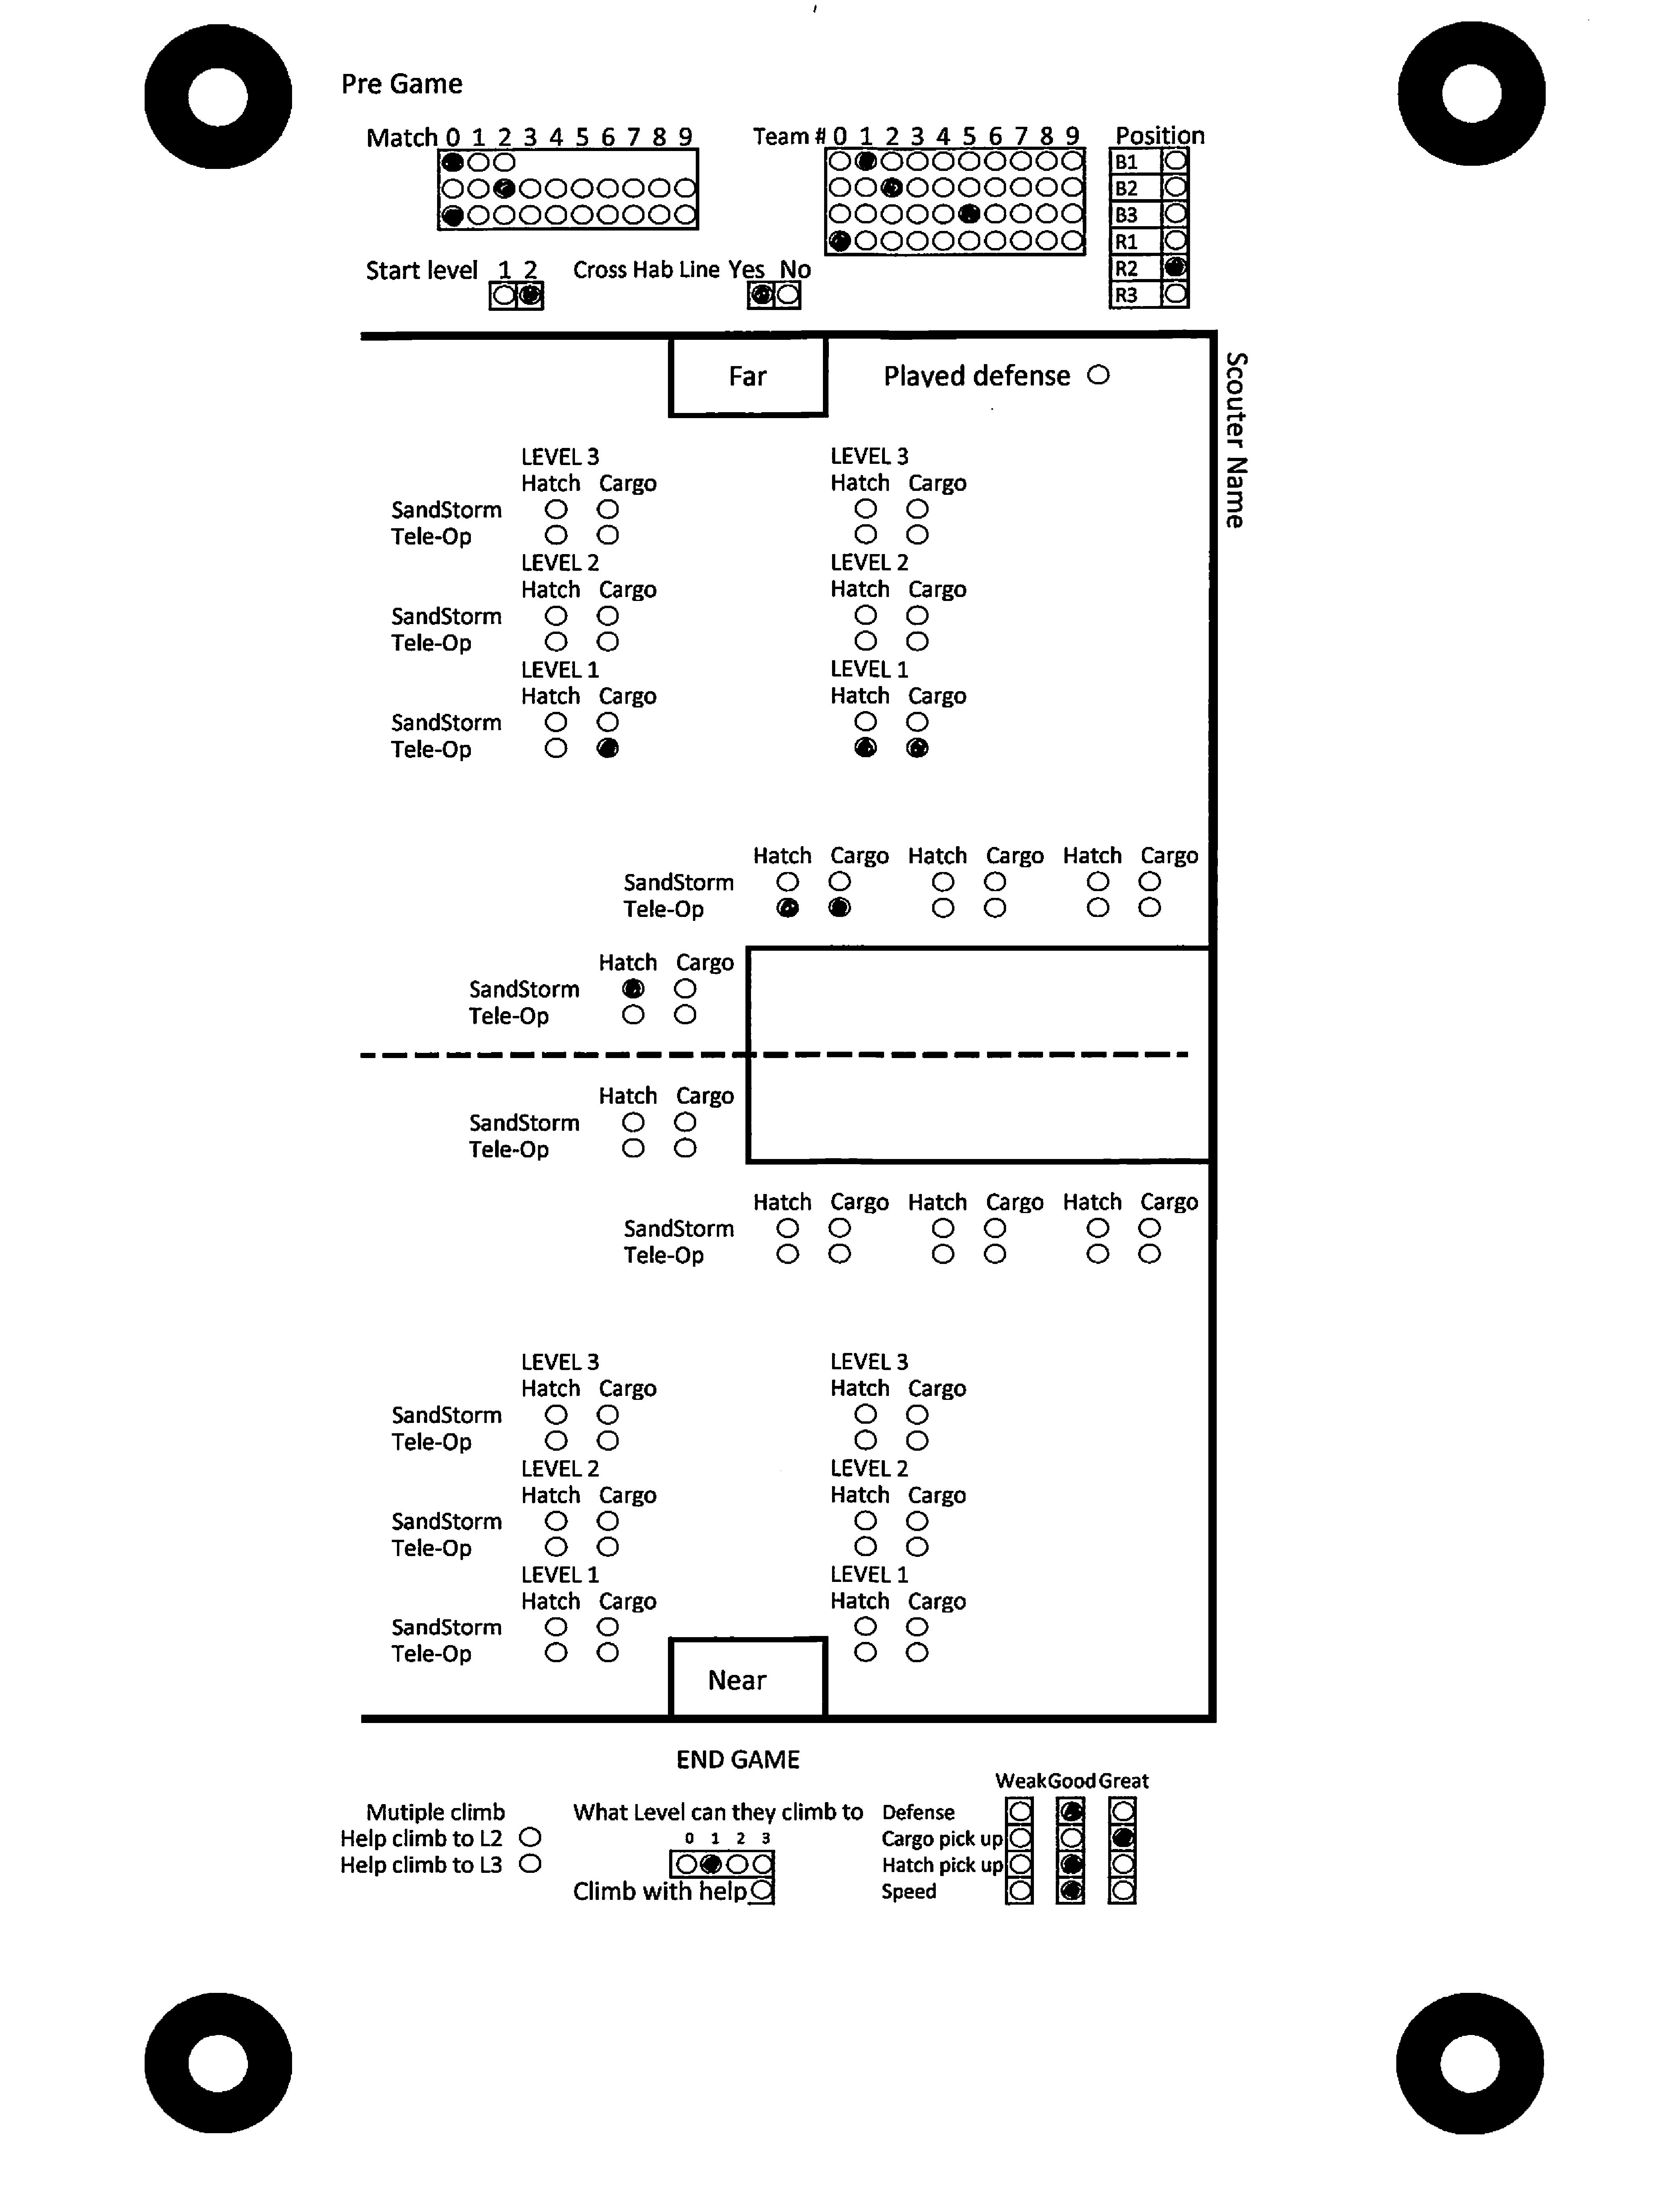 Pre Game
Match 0 1 2 3 4 5 6 7 8 9
Team # 0 1 2 3 4 5 6 7 8 9
Position
B1
B2
B3
R1
R2
R3
Start level 1 2
Cross Hab Line Yes No
Far
Played defense
Scouter Name
LEVEL 3 LEVEL 3
Hatch Cargo Hatch Cargo
SandStorm
Tele-Op
LEVEL 2 LEVEL 2
Hatch Cargo Hatch Cargo
SandStorm
Tele-Op
LEVEL 1 LEVEL 1
Hatch Cargo Hatch Cargo
SandStorm
Tele-Op
Hatch Cargo Hatch Cargo Hatch Cargo
SandStorm
Tele-Op
Hatch Cargo
SandStorm
Tele-Op
Hatch Cargo
SandStorm
Tele-Op
Hatch Cargo Hatch Cargo Hatch Cargo
SandStorm
Tele-Op
LEVEL 3 LEVEL 3
Hatch Cargo Hatch Cargo
SandStorm
Tele-Op
LEVEL 2 LEVEL 2
Hatch Cargo Hatch Cargo
SandStorm
Tele-Op
LEVEL 1 LEVEL 1
Hatch Cargo Hatch Cargo
SandStorm
Tele-Op
Near
END GAME
Mutiple climb
Help climb to L2
Help climb to L3
What Level can they climb to
0 1 2 3
Climb with help
Weak Good Great
Defense
Cargo pick up
Hatch pick up
Speed